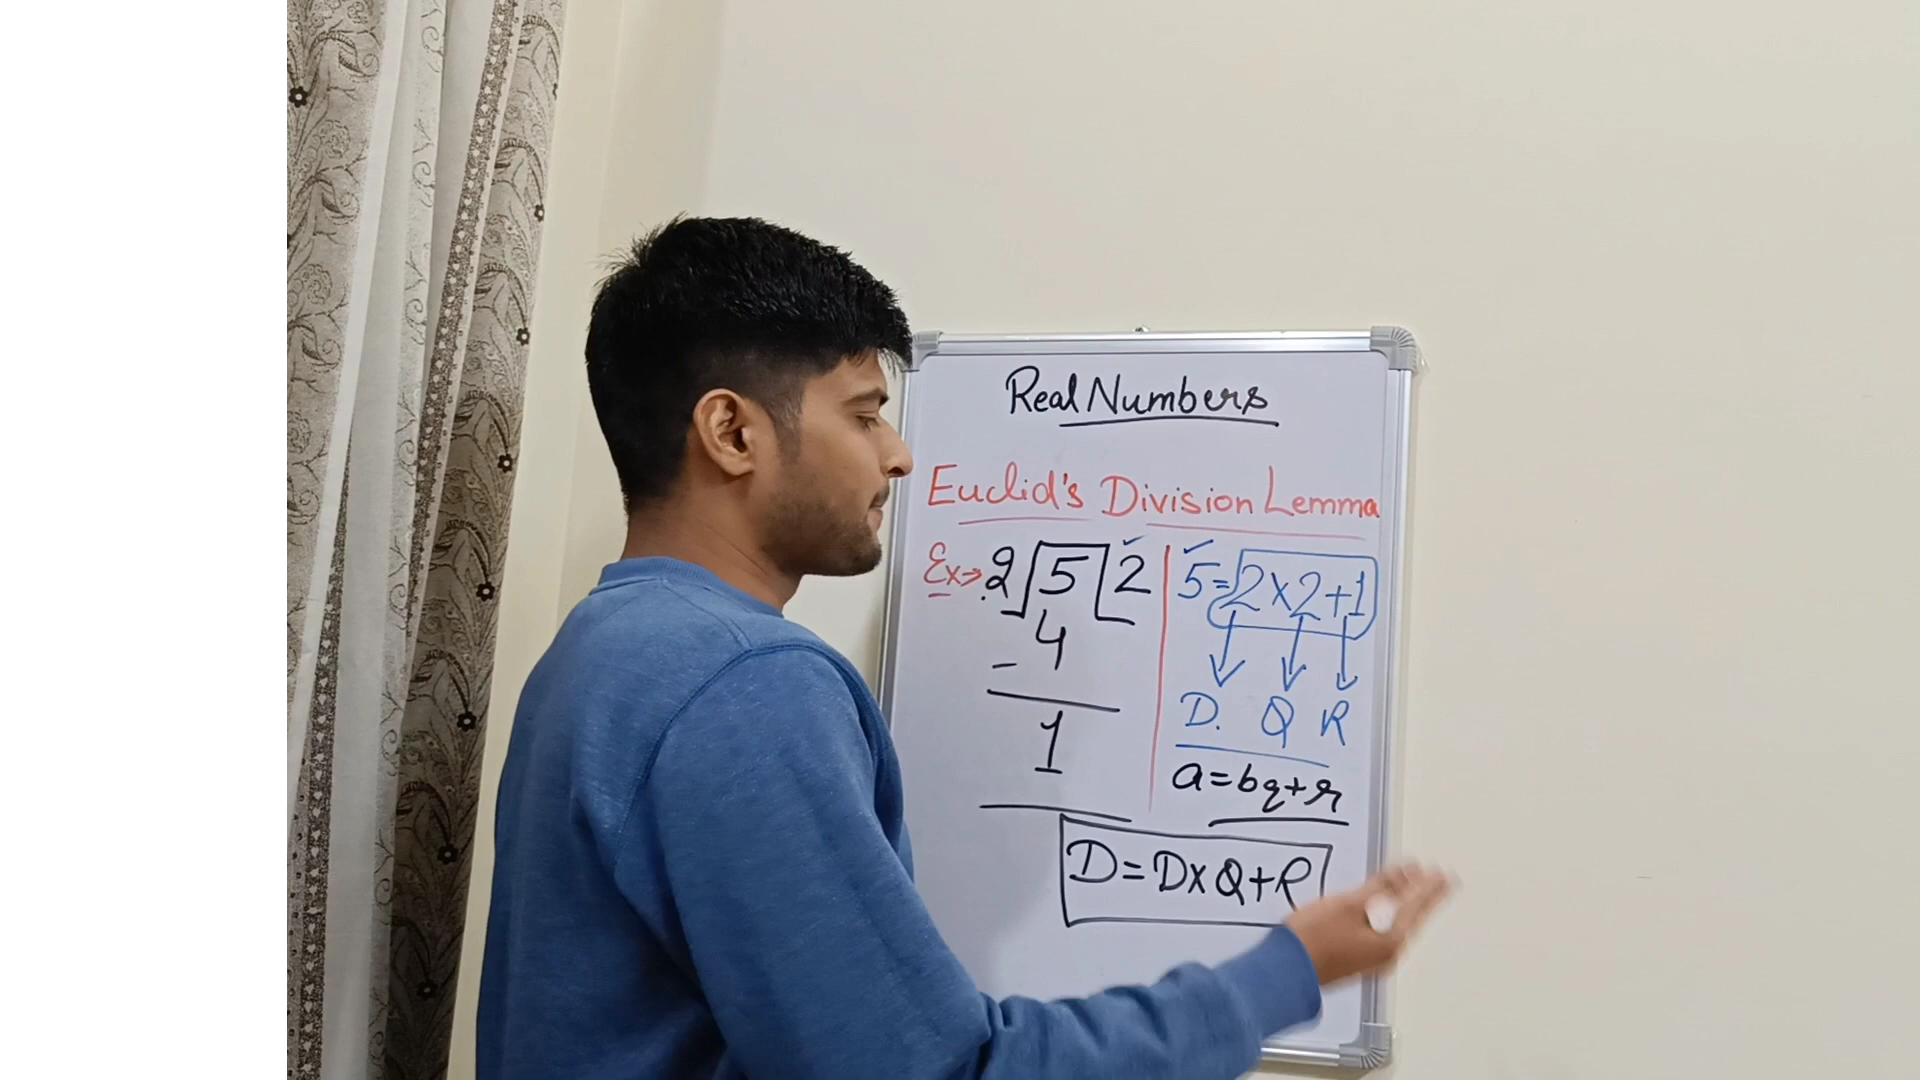 Real Numbers
Euclid's Division Lemma
Ex→ 2 5 2
- 4
1
5=2×2+1
D. Q R
a=bq+r
D=D×Q+R